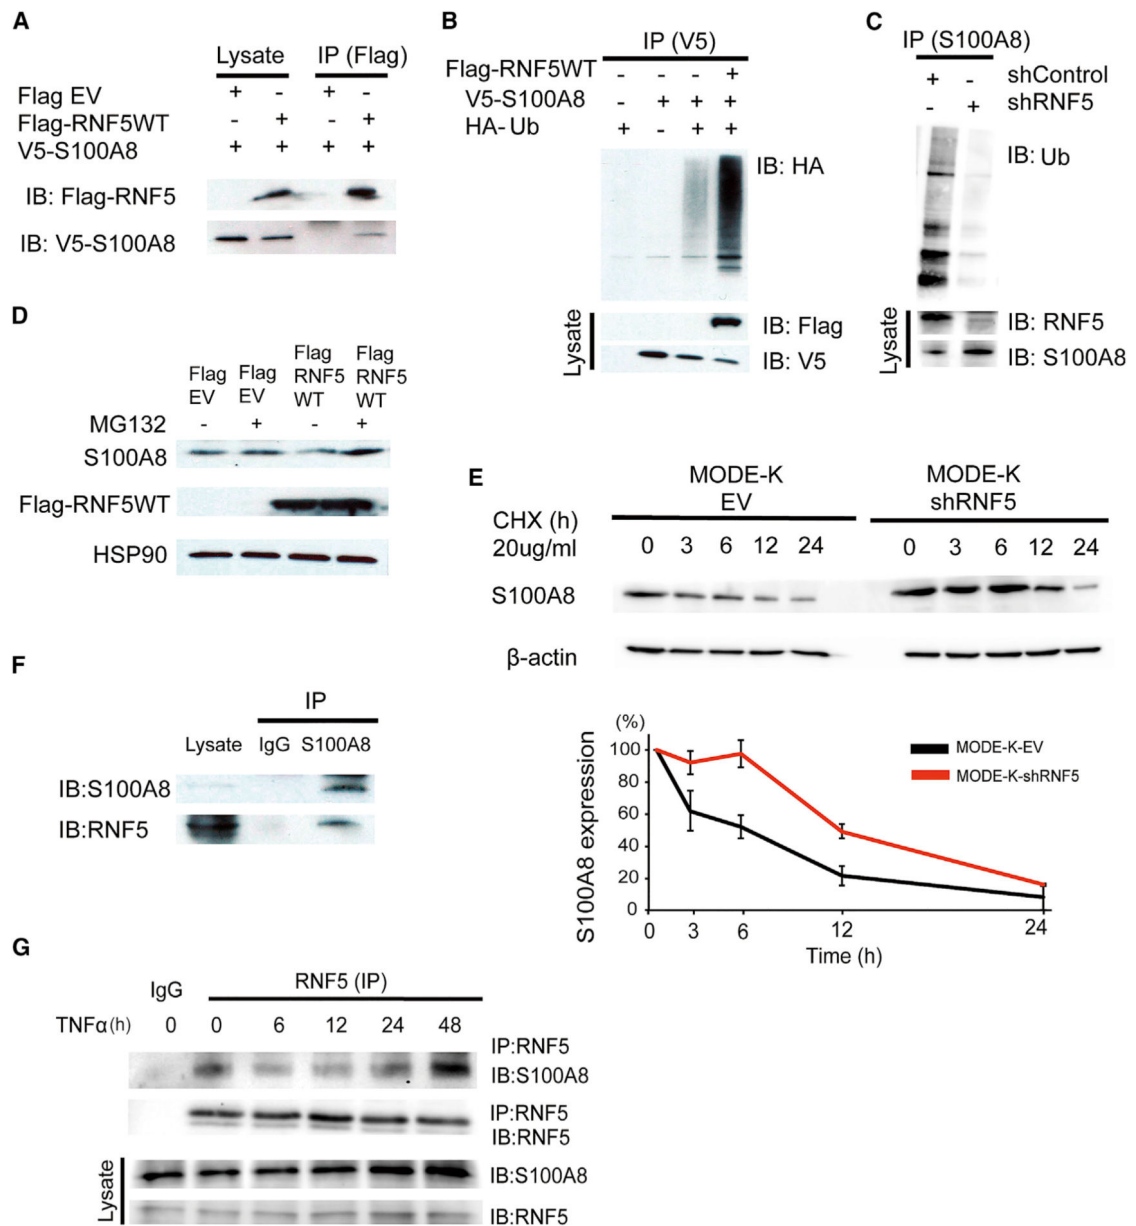 A
Lysate IP (Flag)
Flag EV + - + -
Flag-RNF5WT - + - +
V5-S100A8 + + + +
IB: Flag-RNF5
IB: V5-S100A8
B
IP (V5)
Flag-RNF5WT - - - +
V5-S100A8 - + + +
HA-Ub + - + +
IB: HA
Lysate
IB: Flag
IB: V5
C
IP (S100A8)
+ - shControl
- + shRNF5
IB: Ub
Lysate
IB: RNF5
IB: S100A8
D
Flag EV
Flag EV
Flag RNF5 WT
Flag RNF5 WT
MG132 - + - +
S100A8
Flag-RNF5WT
HSP90
E
MODE-K EV
MODE-K shRNF5
CHX (h)
20ug/ml
0 3 6 12 24
0 3 6 12 24
S100A8
β-actin
(%)
100
80
60
40
20
0
S100A8 expression
MODE-K-EV
MODE-K-shRNF5
0 3 6 12 24
Time (h)
F
IP
Lysate IgG S100A8
IB:S100A8
IB:RNF5
G
IgG RNF5 (IP)
TNFα(h) 0 0 6 12 24 48
IP:RNF5
IB:S100A8
IP:RNF5
IB:RNF5
Lysate
IB:S100A8
IB:RNF5